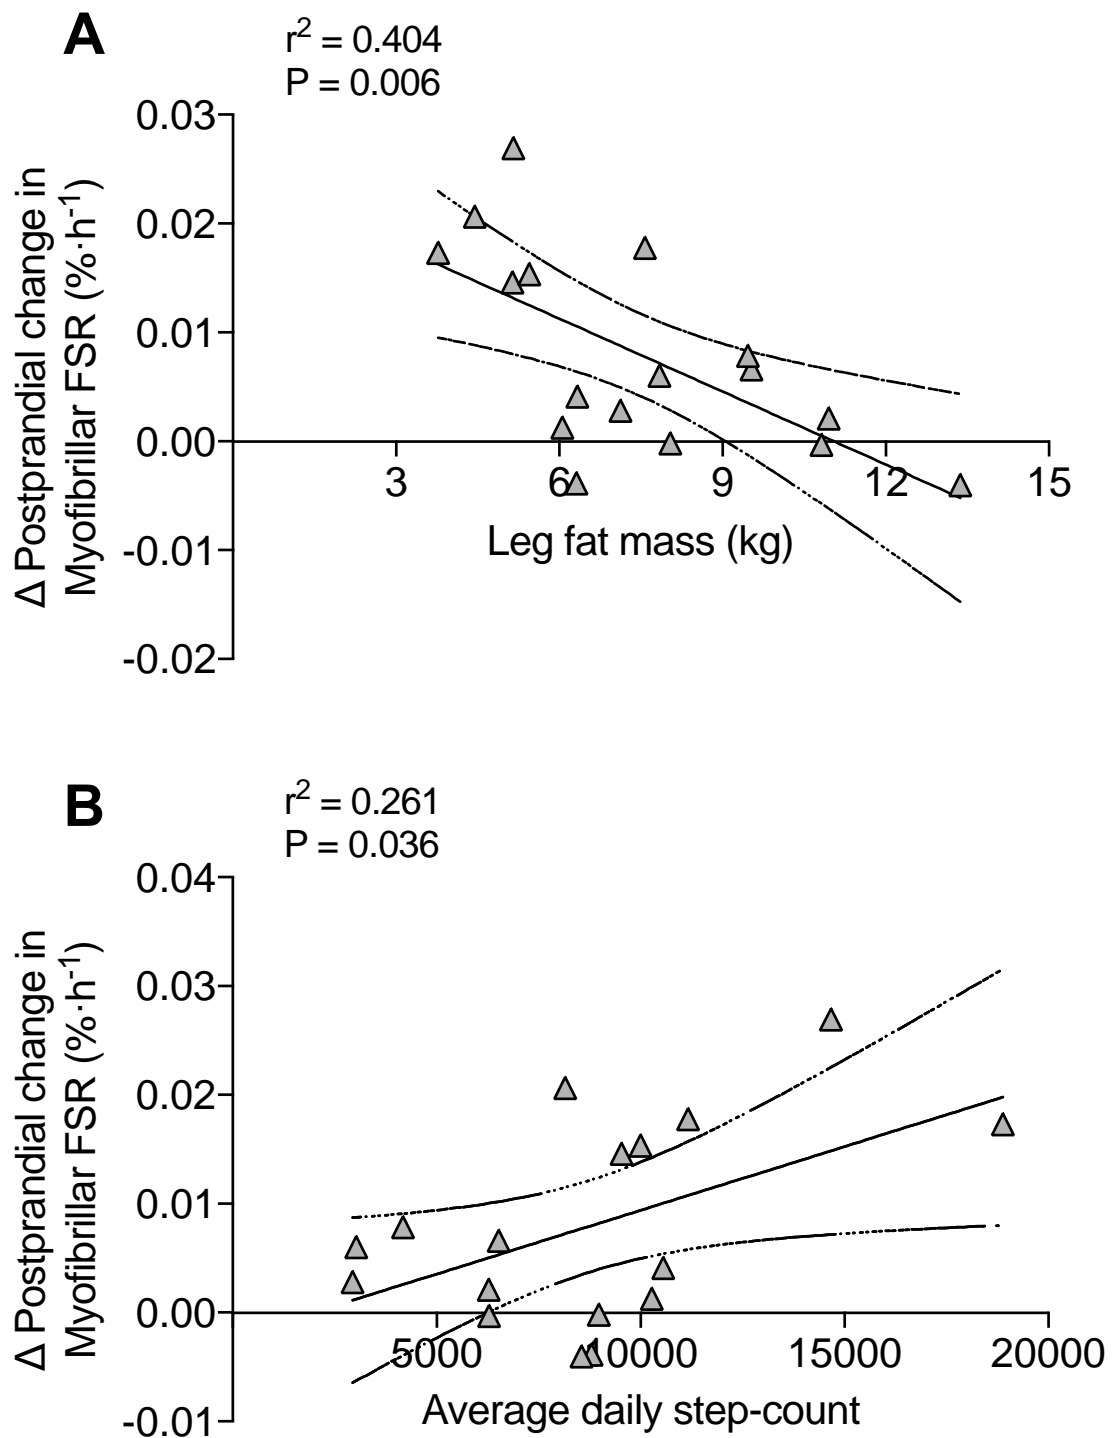 A
r² = 0.404
P = 0.006
Δ Postprandial change in
Myofibrillar FSR (%·h⁻¹)
0.03
0.02
0.01
0.00
-0.01
-0.02
3 6 9 12 15
Leg fat mass (kg)
B
r² = 0.261
P = 0.036
Δ Postprandial change in
Myofibrillar FSR (%·h⁻¹)
0.04
0.03
0.02
0.01
0.00
-0.01
5000 10000 15000 20000
Average daily step-count